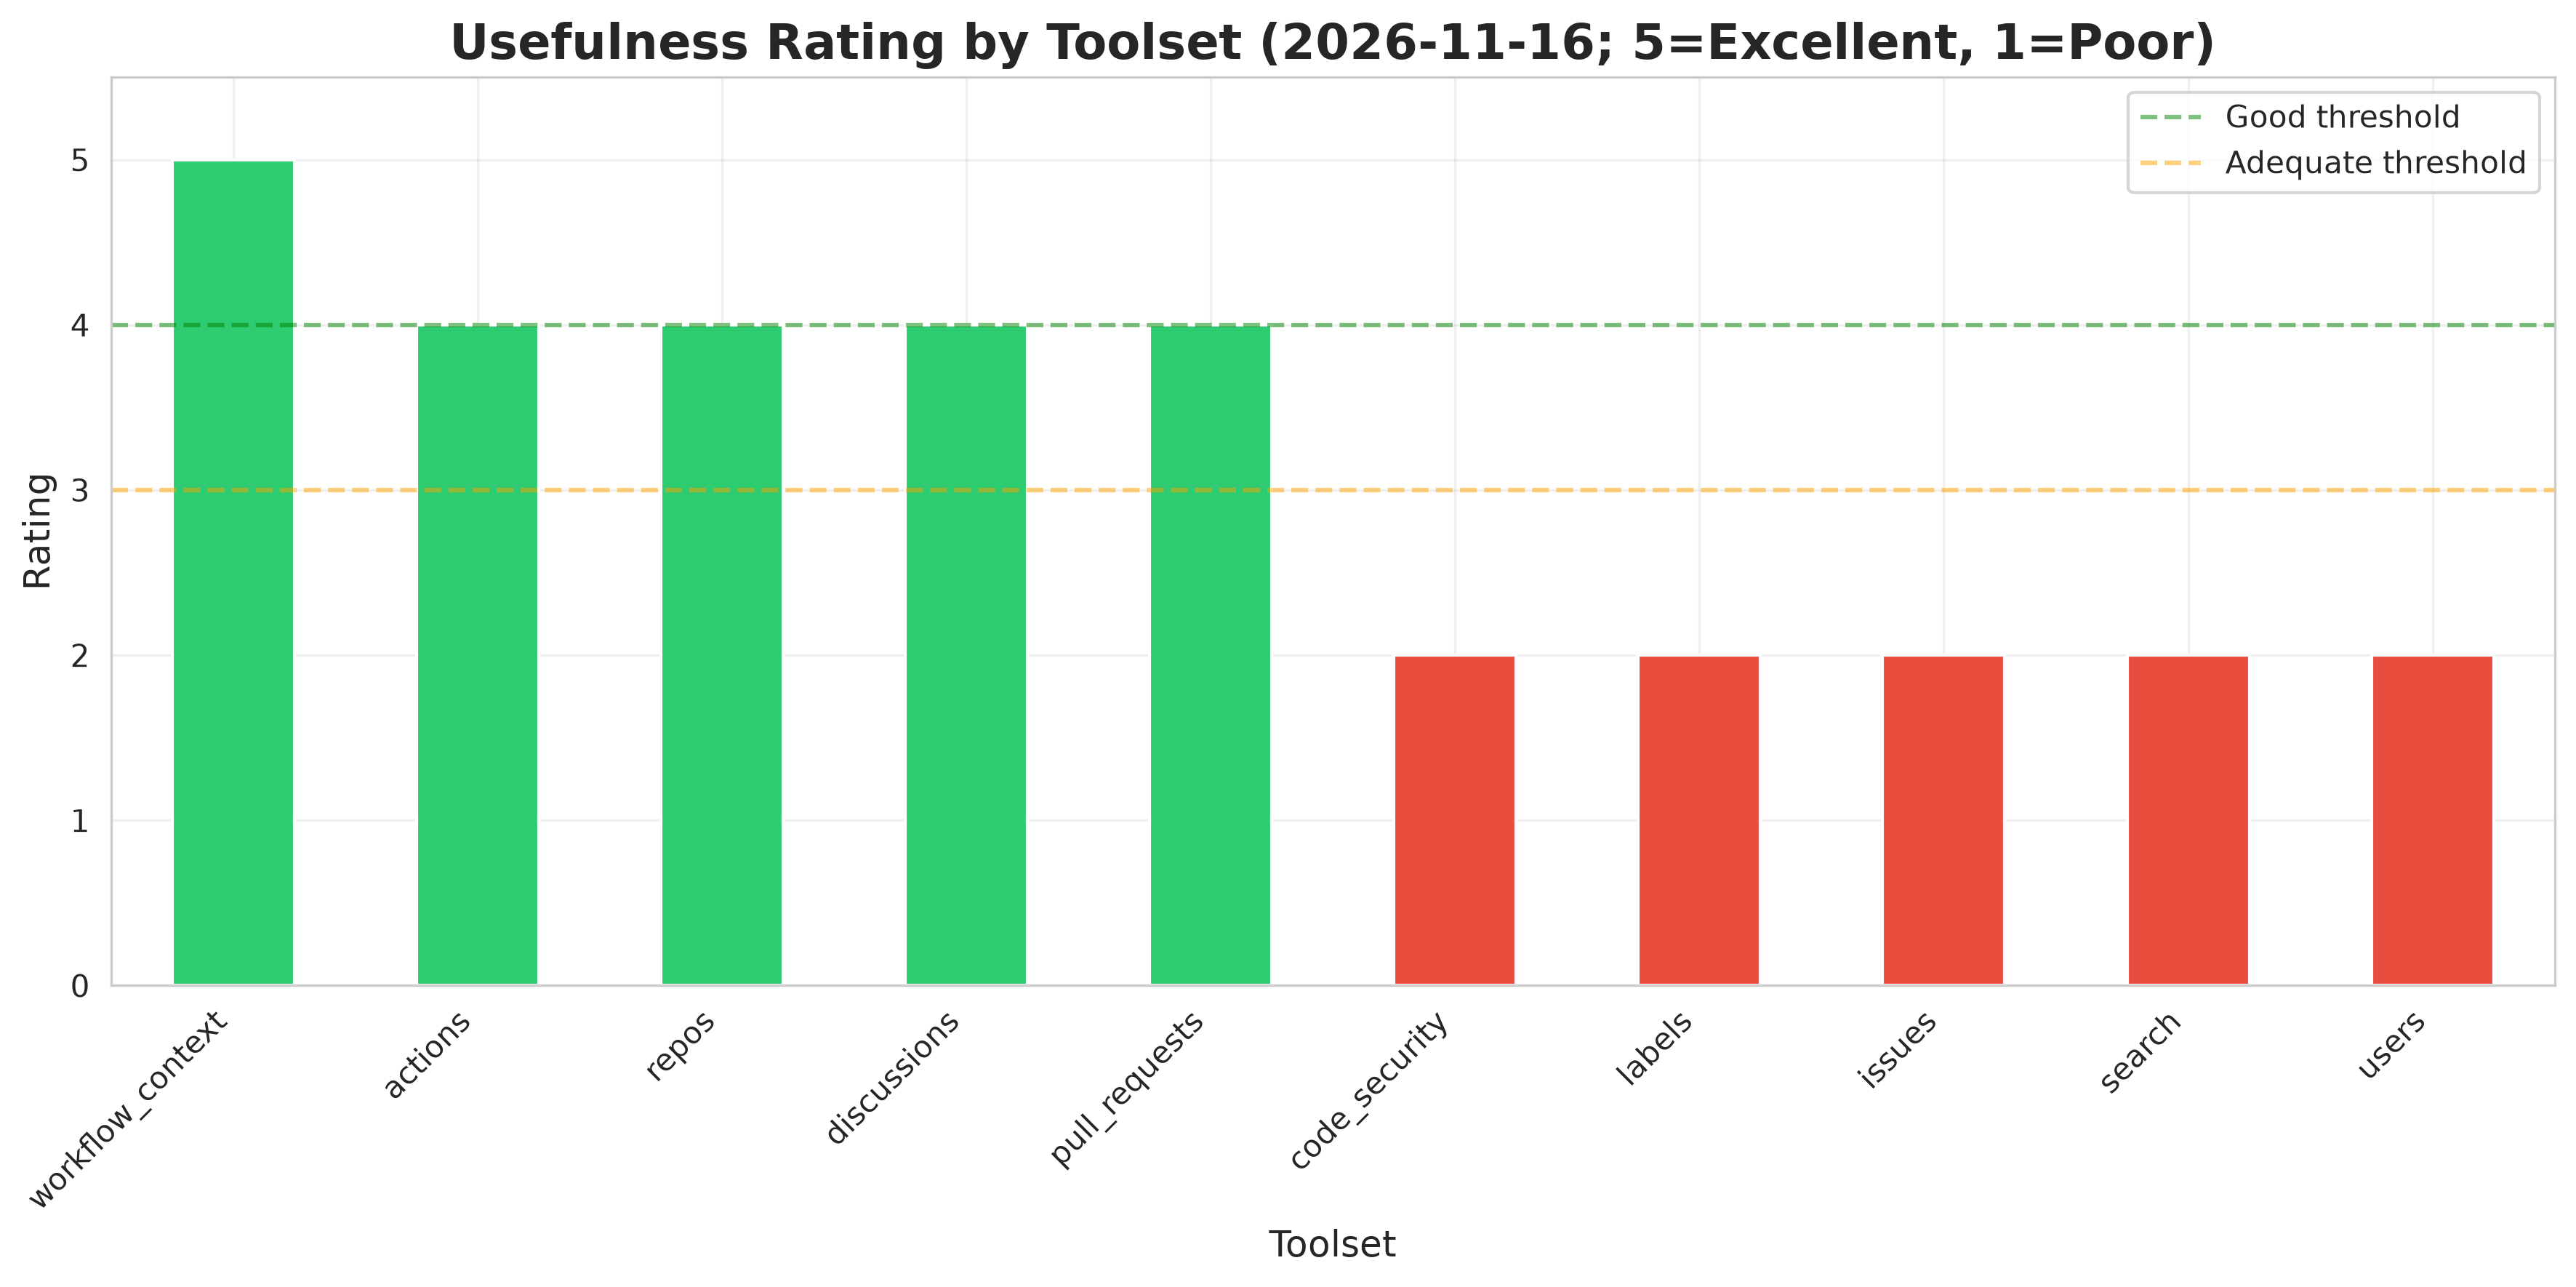 Usefulness Rating by Toolset (2026-11-16; 5=Excellent, 1=Poor)
Good threshold
Adequate threshold
Rating
5
4
3
2
1
0
workflow_context
actions
repos
discussions
pull_requests
code_security
labels
issues
search
users
Toolset